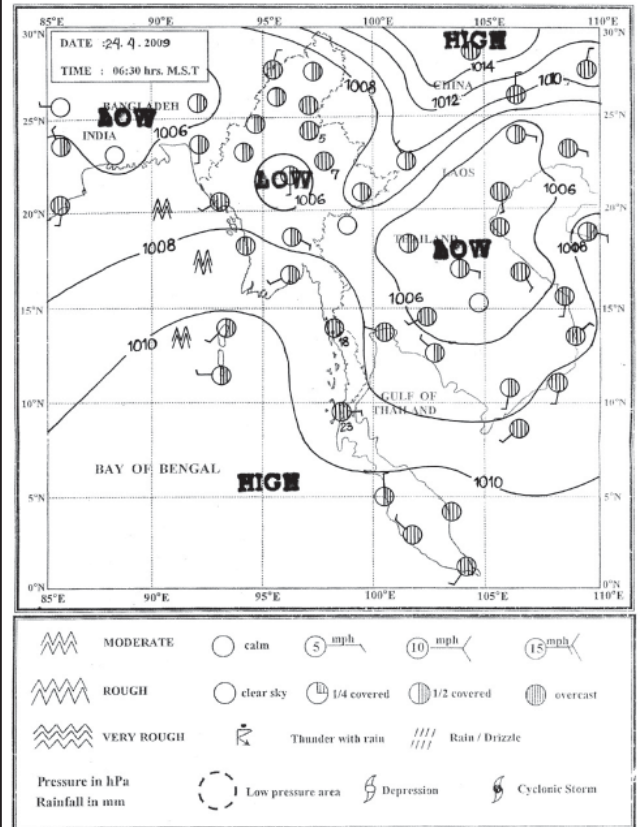 85°E 90°E 95°E 100°E 105°E 110°E
30°N 30°N
DATE :24.4.2009
TIME : 06:30 hrs. M.S.T
HIGH
1014
CHINA
1008
1012
1010
BANGLADESH
LOW
INDIA
1006
25°N 25°N
5
7
LOW
1006
LAOS
1006
20°N 20°N
1008
THAILAND
LOW
1008
1006
15°N 15°N
1010
18
10°N 10°N
GULF OF
THAILAND
23
BAY OF BENGAL
HIGH
1010
5°N 5°N
0°N 0°N
85°E 90°E 95°E 100°E 105°E 110°E
MODERATE calm 5 mph 10 mph 15 mph
ROUGH clear sky 1/4 covered 1/2 covered overcast
VERY ROUGH Thunder with rain Rain / Drizzle
Pressure in hPa
Rainfall in mm
Low pressure area Depression Cyclonic Storm